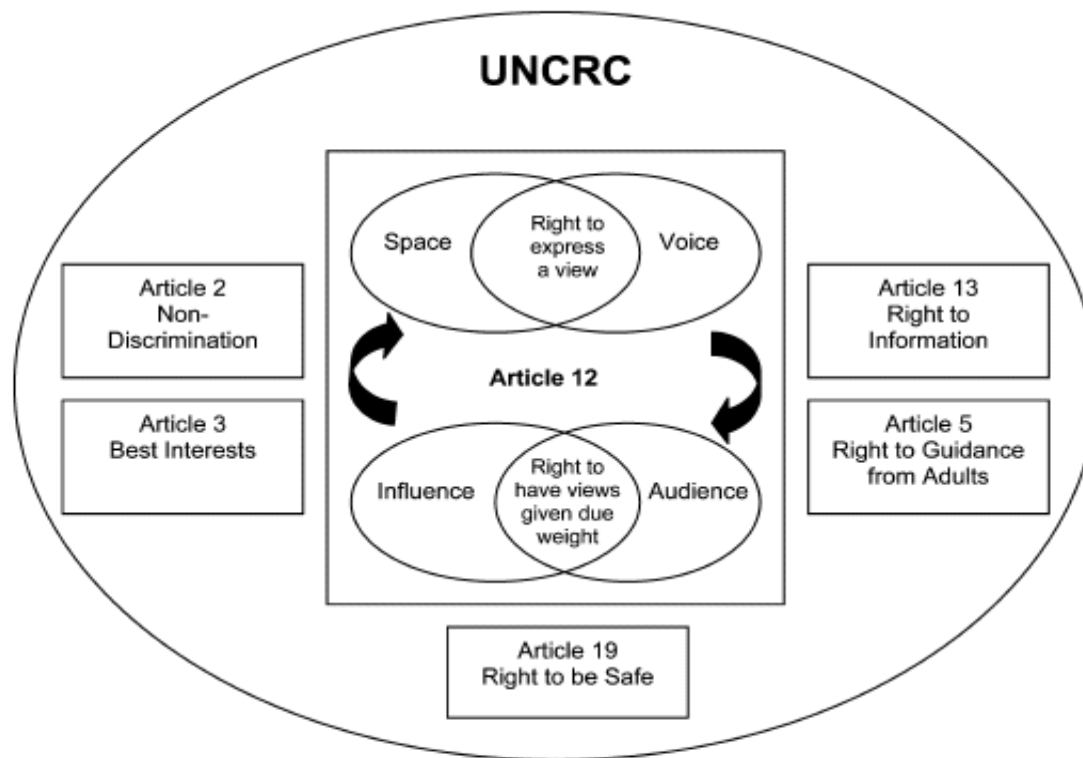 UNCRC
Space
Right to
express
a view
Voice
Article 2
Non-
Discrimination
Article 13
Right to
Information
Article 12
Article 3
Best Interests
Article 5
Right to Guidance
from Adults
Influence
Right to
have views
given due
weight
Audience
Article 19
Right to be Safe